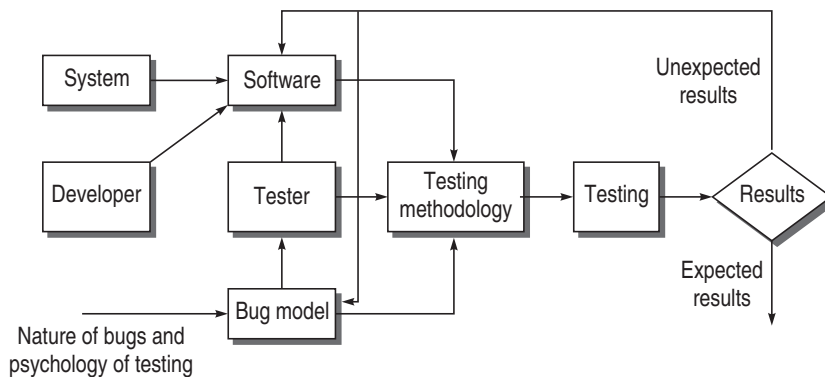 System
Software
Unexpected
results
Developer
Tester
Testing
methodology
Testing
Results
Expected
results
Bug model
Nature of bugs and
psychology of testing